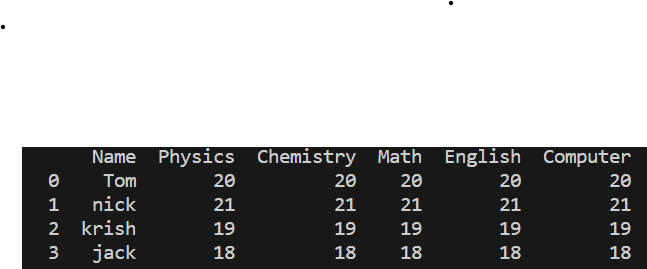 Name Physics Chemistry Math English Computer
0 Tom 20 20 20 20 20
1 nick 21 21 21 21 21
2 krish 19 19 19 19 19
3 jack 18 18 18 18 18